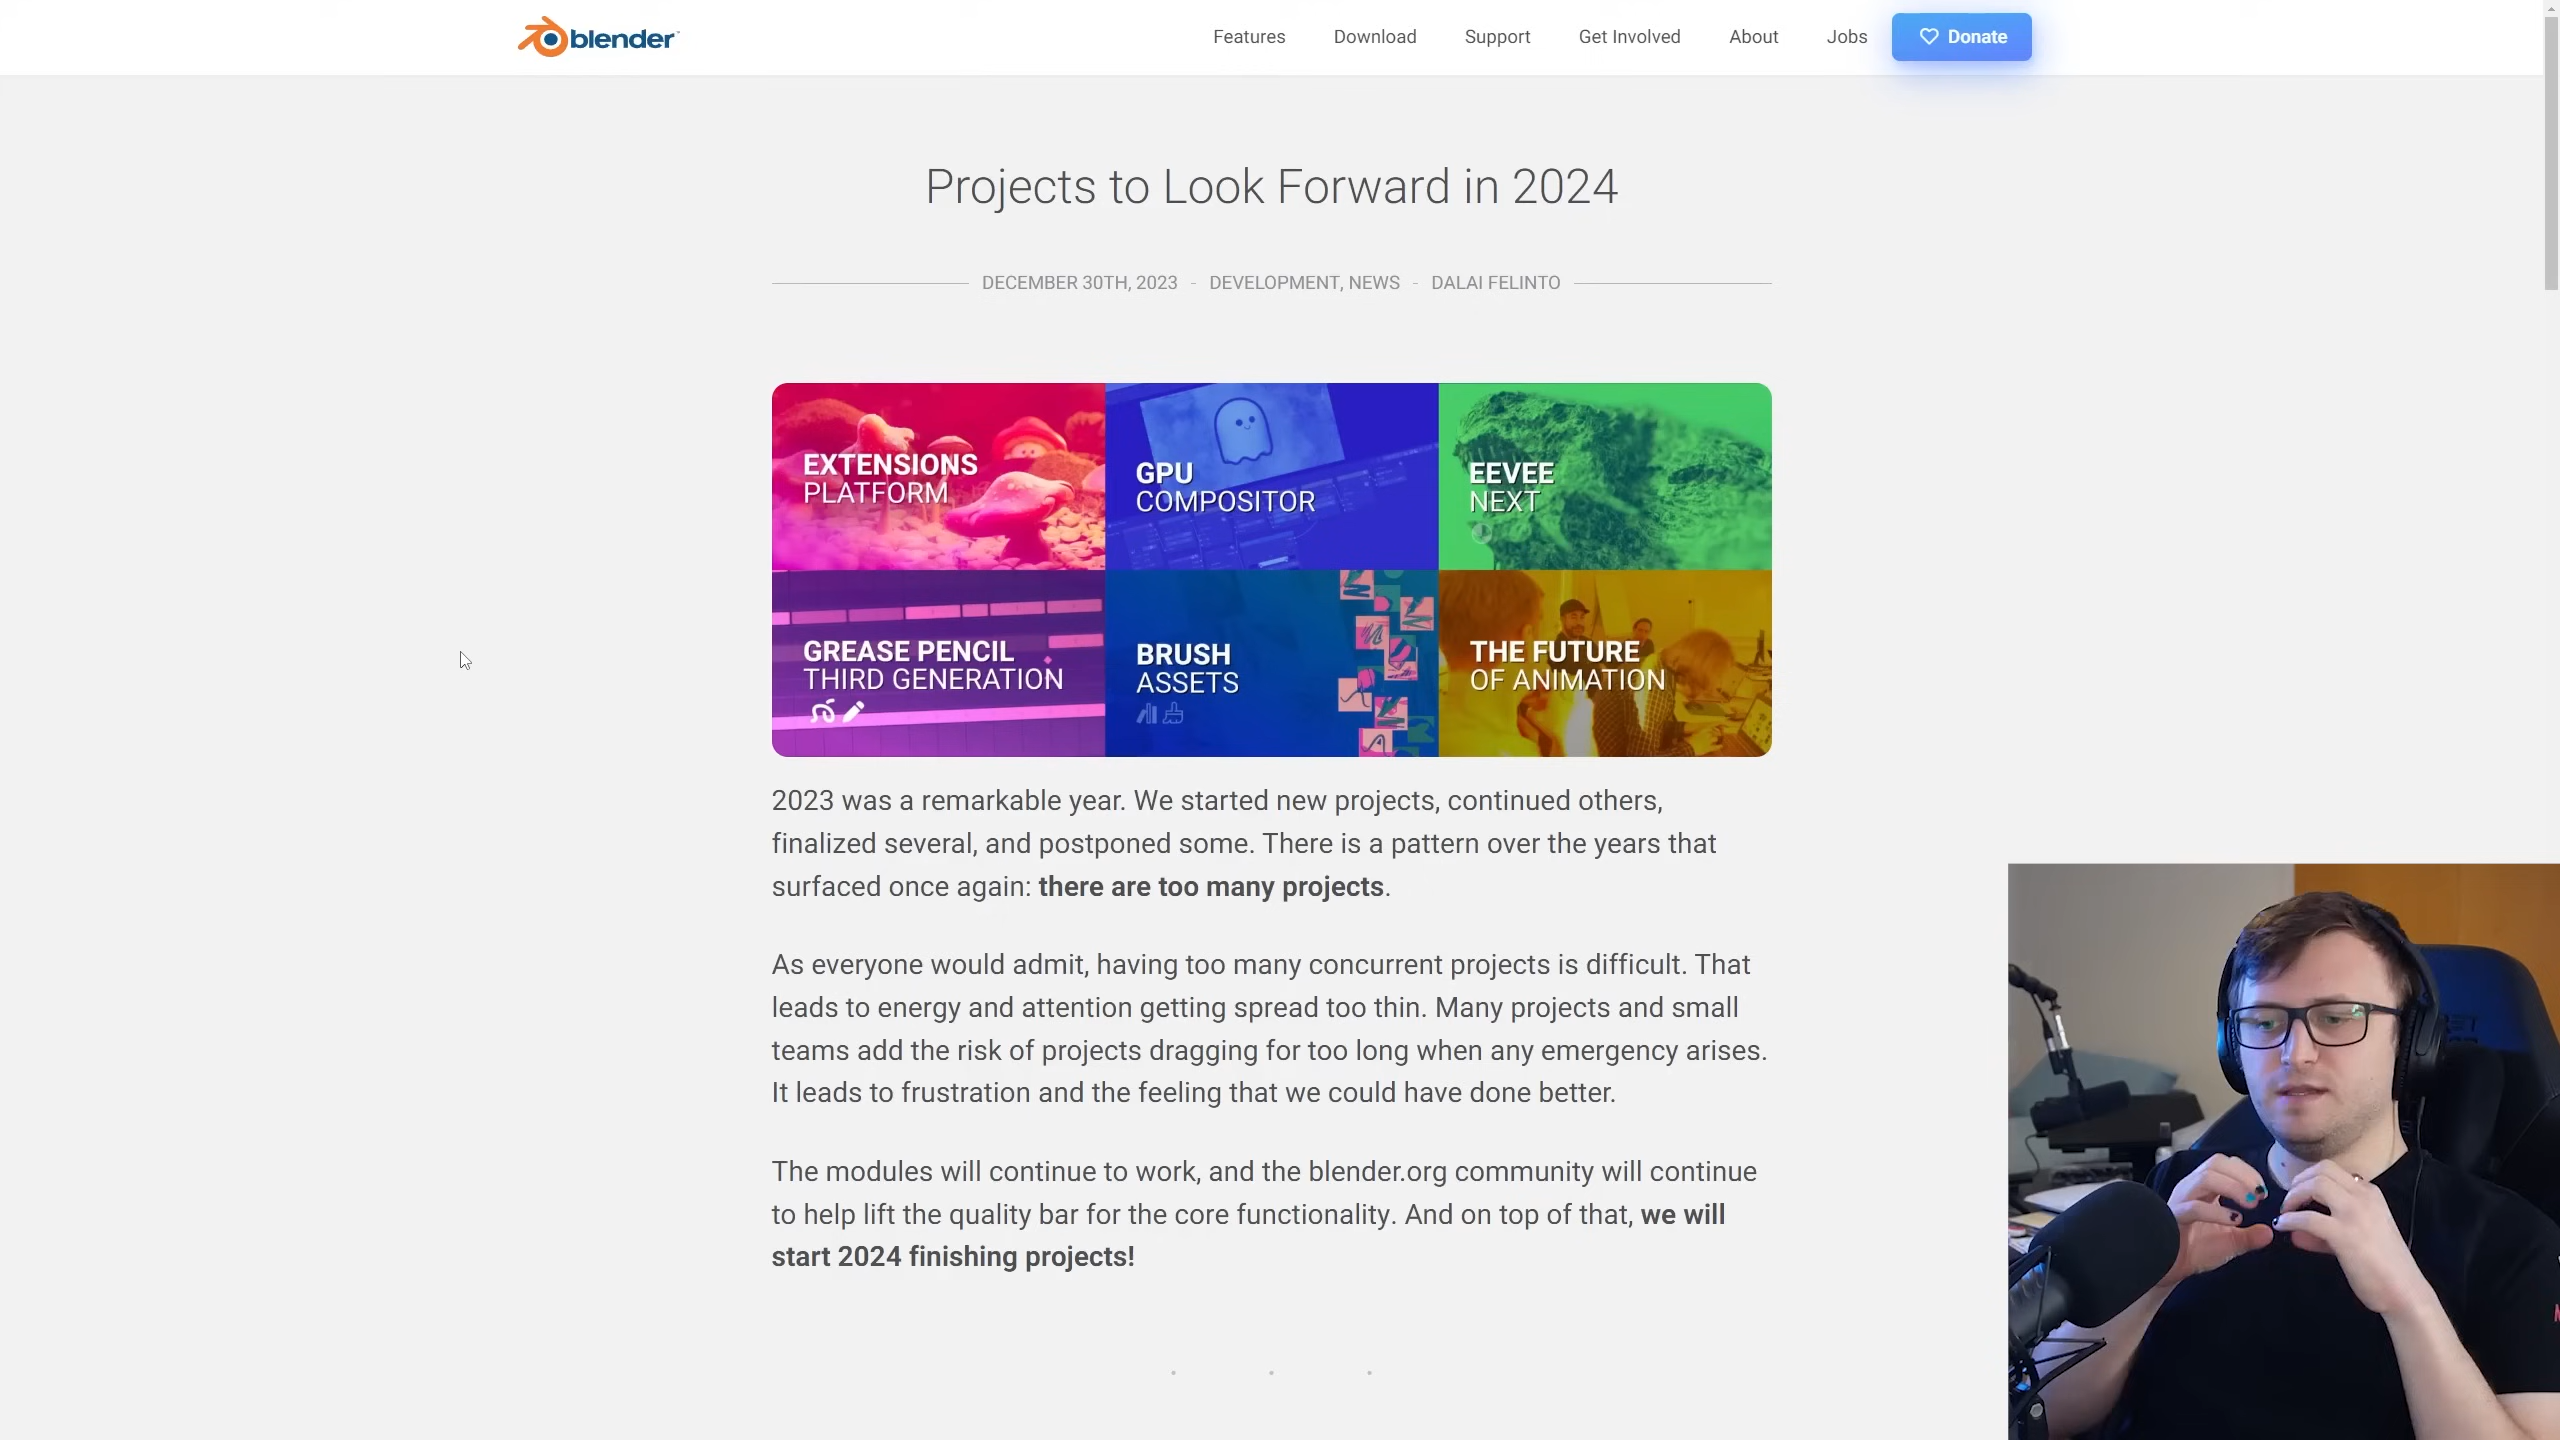 blender
Features Download Support Get Involved About Jobs Donate
Projects to Look Forward in 2024
DECEMBER 30TH, 2023 - DEVELOPMENT, NEWS - DALAI FELINTO
EXTENSIONS
PLATFORM
GPU
COMPOSITOR
EEVEE
NEXT
GREASE PENCIL
THIRD GENERATION
BRUSH
ASSETS
THE FUTURE
OF ANIMATION
2023 was a remarkable year. We started new projects, continued others,
finalized several, and postponed some. There is a pattern over the years that
surfaced once again: there are too many projects.
As everyone would admit, having too many concurrent projects is difficult. That
leads to energy and attention getting spread too thin. Many projects and small
teams add the risk of projects dragging for too long when any emergency arises.
It leads to frustration and the feeling that we could have done better.
The modules will continue to work, and the blender.org community will continue
to help lift the quality bar for the core functionality. And on top of that, we will
start 2024 finishing projects!